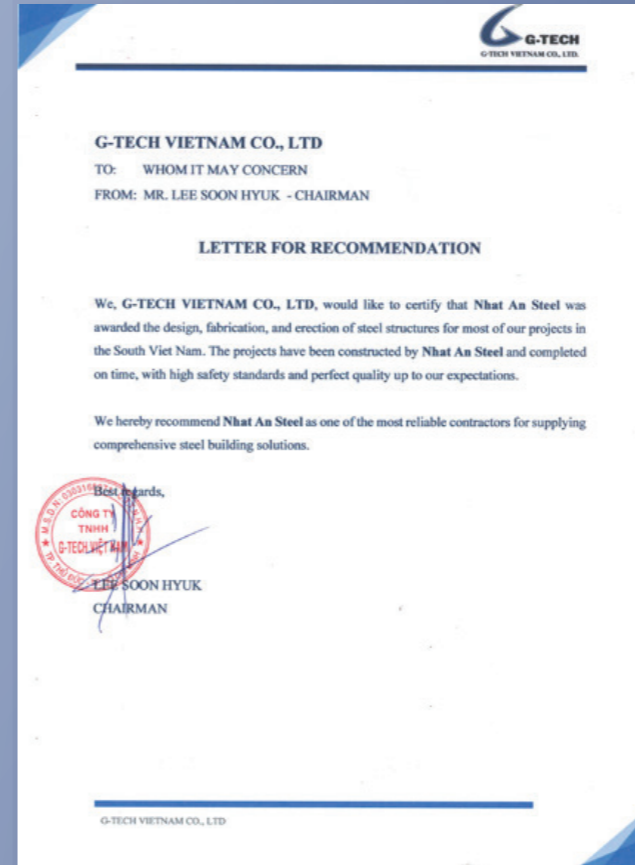 G-TECH
G-TECH VIETNAM CO., LTD.
G-TECH VIETNAM CO., LTD
TO: WHOM IT MAY CONCERN
FROM: MR. LEE SOON HYUK - CHAIRMAN
LETTER FOR RECOMMENDATION
We, G-TECH VIETNAM CO., LTD, would like to certify that Nhat An Steel was
awarded the design, fabrication, and erection of steel structures for most of our projects in
the South Viet Nam. The projects have been constructed by Nhat An Steel and completed
on time, with high safety standards and perfect quality up to our expectations.
We hereby recommend Nhat An Steel as one of the most reliable contractors for supplying
comprehensive steel building solutions.
Best regards,
M.S.D.N:
CÔNG TY
TNHH
G-TECH VIỆT NAM
TP. THỦ ĐỨC
LEE SOON HYUK
CHAIRMAN
G-TECH VIETNAM CO., LTD